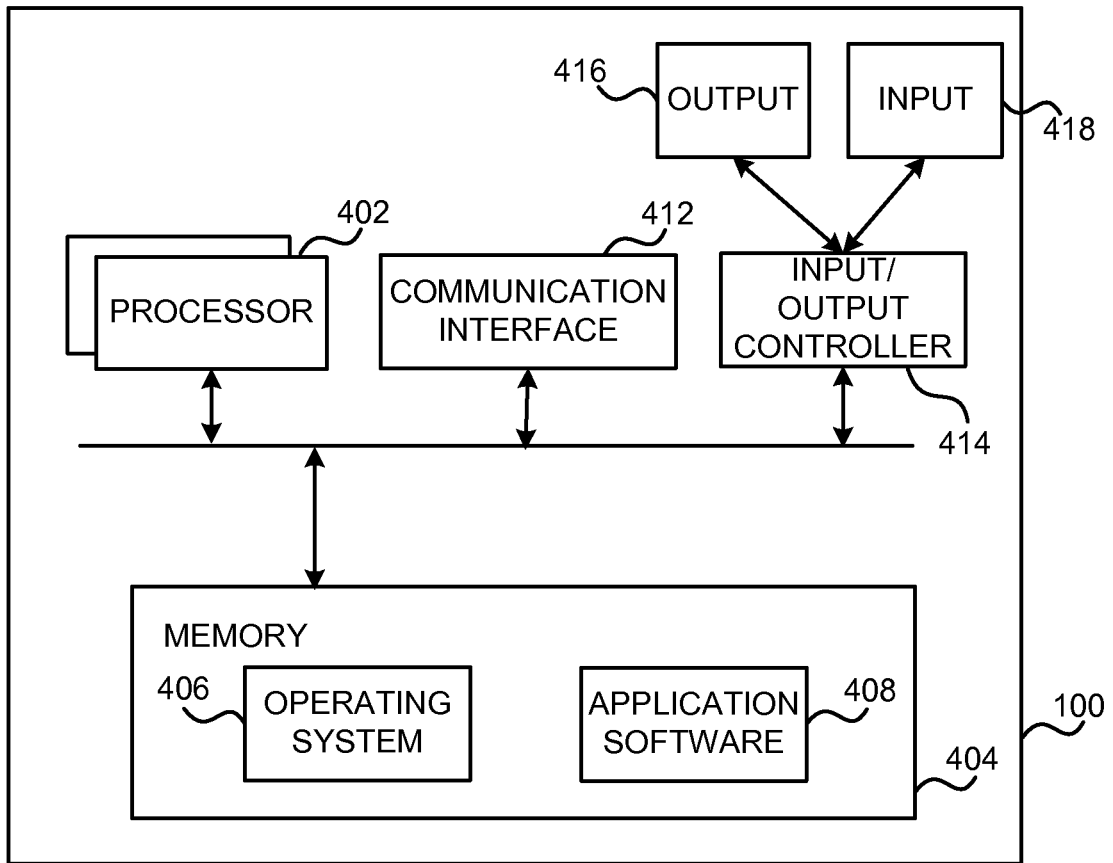 416
OUTPUT
INPUT
418
402
412
PROCESSOR
COMMUNICATION
INTERFACE
INPUT/
OUTPUT
CONTROLLER
414
MEMORY
406
OPERATING
SYSTEM
APPLICATION
SOFTWARE
408
100
404